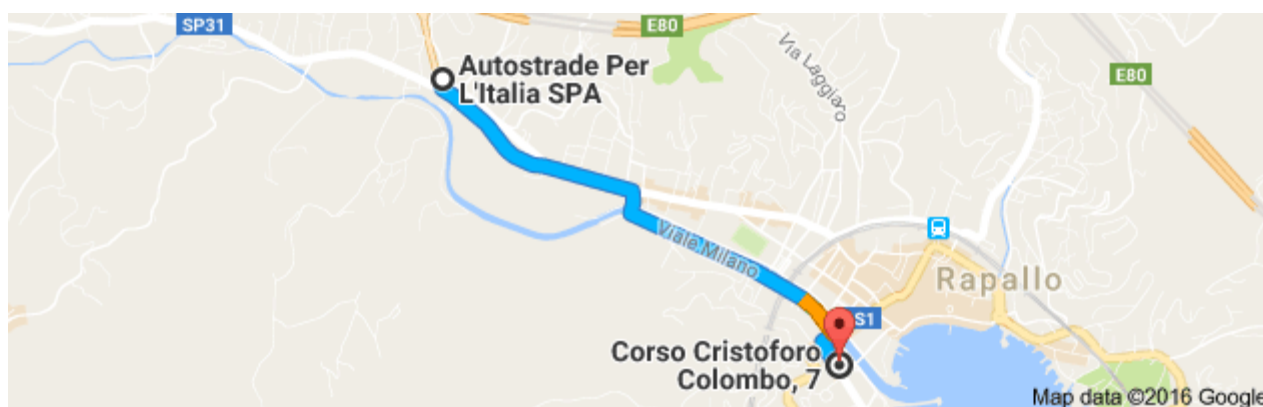 SP31
E80
Via Laggiaro
Autostrade Per
L'Italia SPA
E80
Viale Milano
Rapallo
S1
Corso Cristoforo
Colombo, 7
Map data ©2016 Google